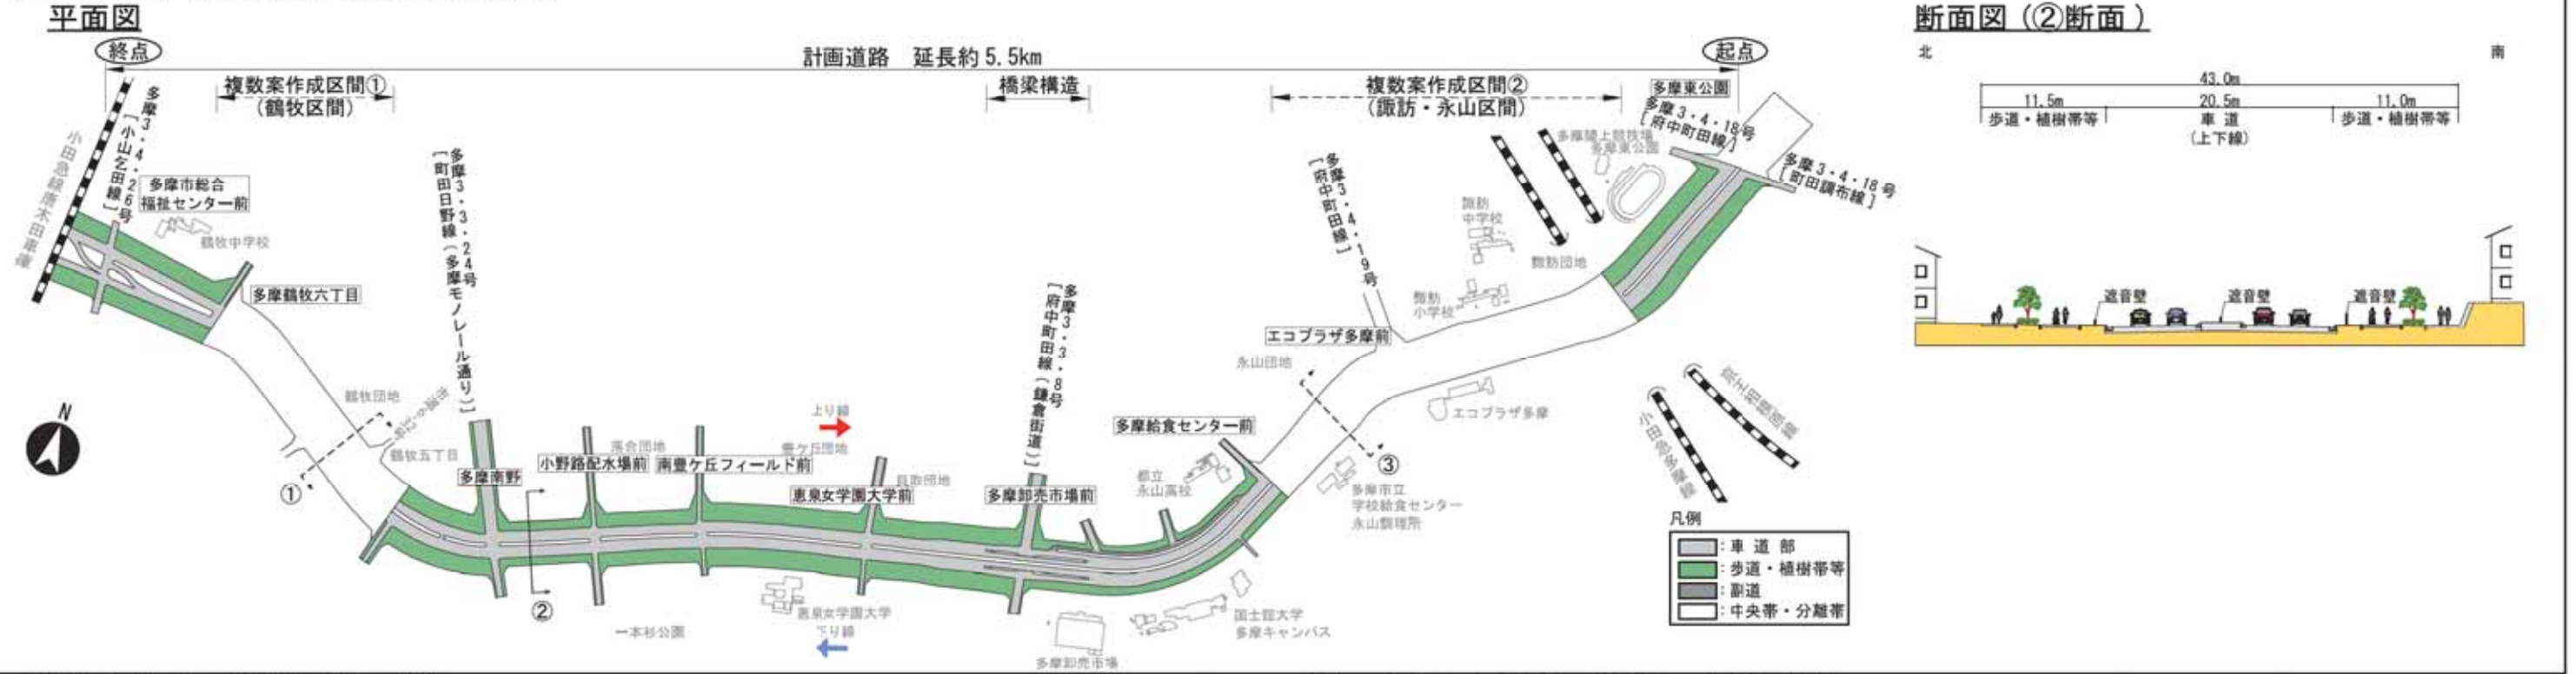 平面図
終点
計画道路 延長約5.5km
起点
複数案作成区間①
(鶴牧区間)
橋梁構造
複数案作成区間②
(諏訪・永山区間)
多摩東公園
多摩3・4・18号
[府中町田線]
多摩3・4・18号
[町田調布線]
多摩陸上競技場
多摩東公園
小田急線唐木田車庫
多摩3・4・26号
[小山乞田線]
多摩市総合
福祉センター前
鶴牧中学校
多摩鶴牧六丁目
多摩3・3・24号
[町田日野線(多摩モノレール通り)]
多摩3・4・19号
[府中町田線]
諏訪
中学校
諏訪団地
諏訪
小学校
多摩3・3・8号
[府中町田線(鎌倉街道)]
エコプラザ多摩前
永山団地
エコプラザ多摩
鶴牧団地
鶴牧五丁目
①
上り線
多摩給食センター前
③
多摩南野
小野路配水場前
落合団地
南豊ケ丘フィールド前
豊ケ丘団地
恵泉女学園大学前
貝取団地
多摩卸売市場前
都立
永山高校
多摩市立
学校給食センター
永山調理所
②
一本杉公園
恵泉女学園大学
下り線
多摩卸売市場
国士舘大学
多摩キャンパス
京王相模原線
小田急多摩線
N
凡例
:車道部
:歩道・植樹帯等
:副道
:中央帯・分離帯
断面図(②断面)
北
南
43.0m
11.5m
20.5m
11.0m
歩道・植樹帯等
車道
(上下線)
歩道・植樹帯等
遮音壁
遮音壁
遮音壁